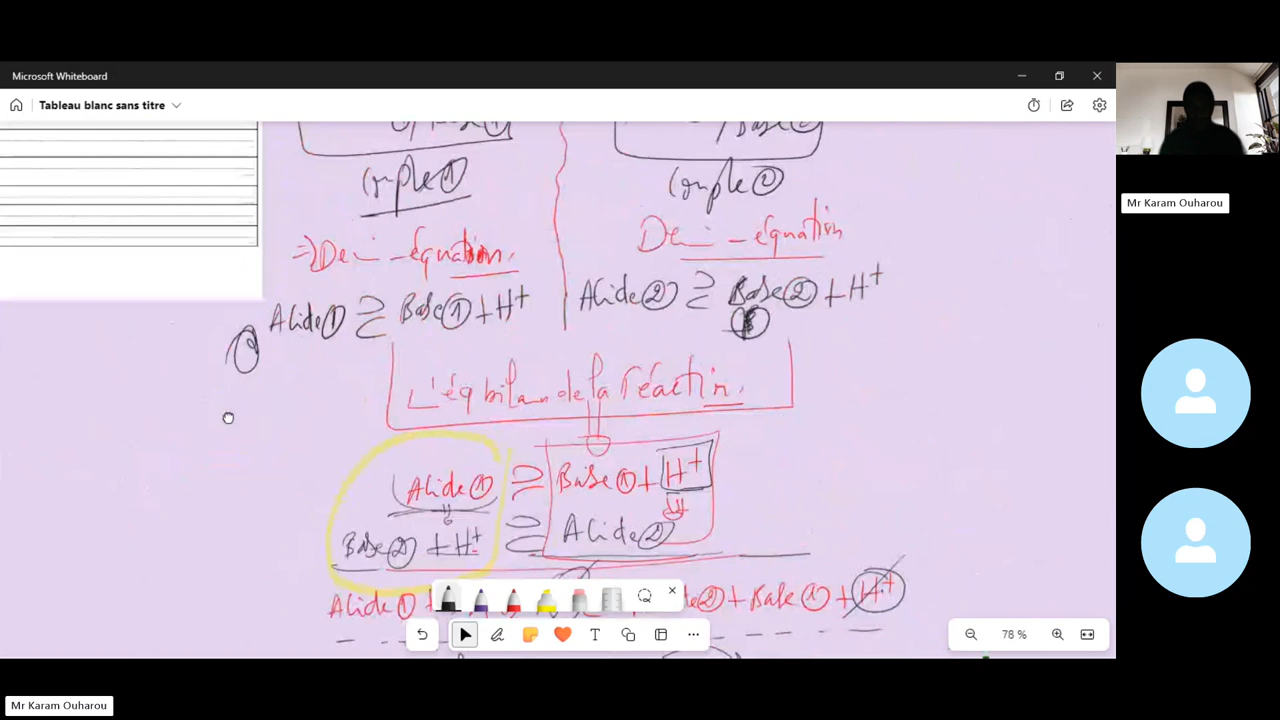 Microsoft Whiteboard
Tableau blanc sans titre
Base ②
Couple ① Couple ②
Mr Karam Ouharou
⇒ Demi-équation. Demi-équation
Acide ① ⇄ Base ① + H+ Acide ② ⇄ Base ② + H+
L'éq bilan de la réaction.
Acide ① ⇄ Base ① + H+
Base ② + H+ ⇄ Acide ②
Acide ① + Base ① + H+
78 %
Mr Karam Ouharou